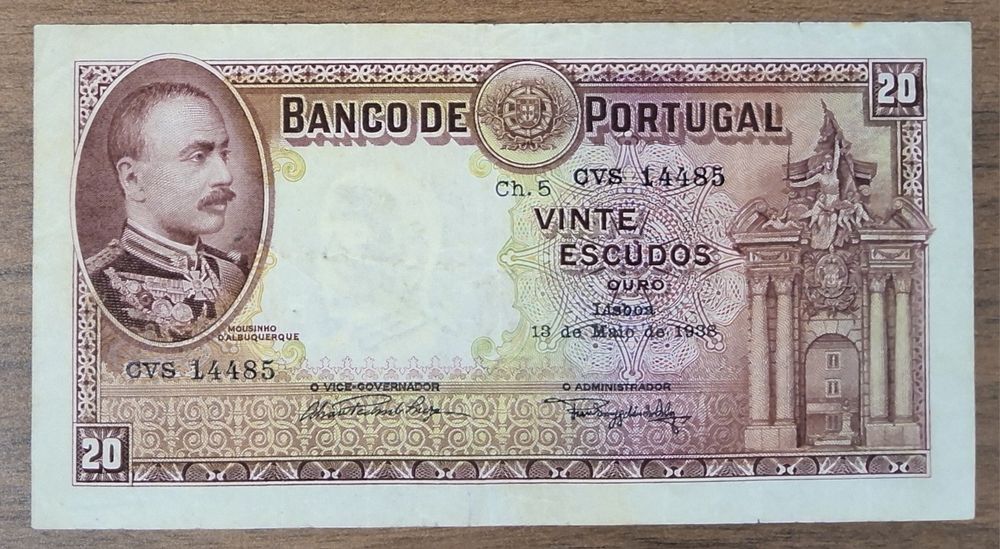 20
BANCO DE PORTUGAL
Ch. 5 CVS 14485
VINTE
ESCUDOS
OURO
Lisboa
13 de Maio de 1938
MOUSINHO
D'ALBUQUERQUE
CVS 14485
O VICE-GOVERNADOR
O ADMINISTRADOR
20